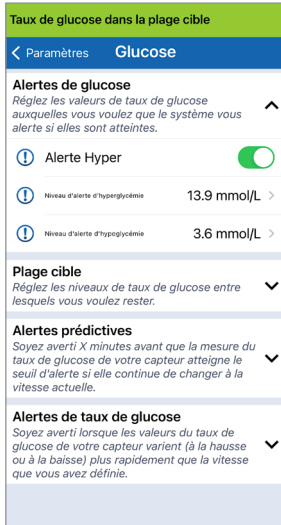 Taux de glucose dans la plage cible
Paramètres Glucose
Alertes de glucose
Réglez les valeurs de taux de
glucose auxquelles vous voulez que le système vous
alerte si elles sont atteintes.
Alerte Hyper
Niveau d'alerte d'hyperglycémie 13.9 mmol/L
Niveau d'alerte d'hypoglycémie 3.6 mmol/L
Plage cible
Réglez les niveaux de taux de glucose entre
lesquels vous voulez rester.
Alertes prédictives
Soyez averti X minutes avant que la mesure du
taux de glucose de votre capteur atteigne le
seuil d'alerte si elle continue de changer à la
vitesse actuelle.
Alertes de taux de glucose
Soyez averti lorsque les valeurs du taux de
glucose de votre capteur varient (à la hausse
ou à la baisse) plus rapidement que la vitesse
que vous avez définie.